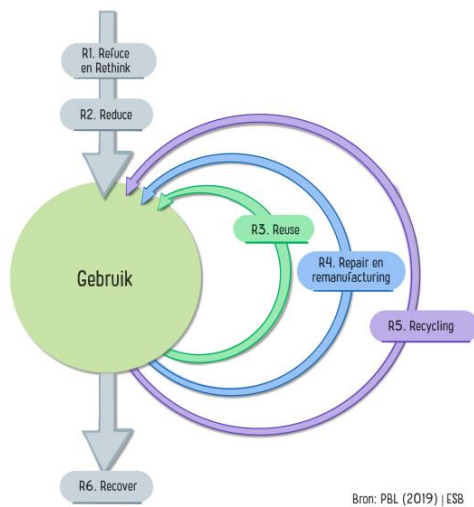 R1. Refuce
en Rethink
R2. Reduce
Gebruik
R3. Reuse
R4. Repair en
remanufacturing
R5. Recycling
R6. Recover
Bron: PBL (2019) | ESB